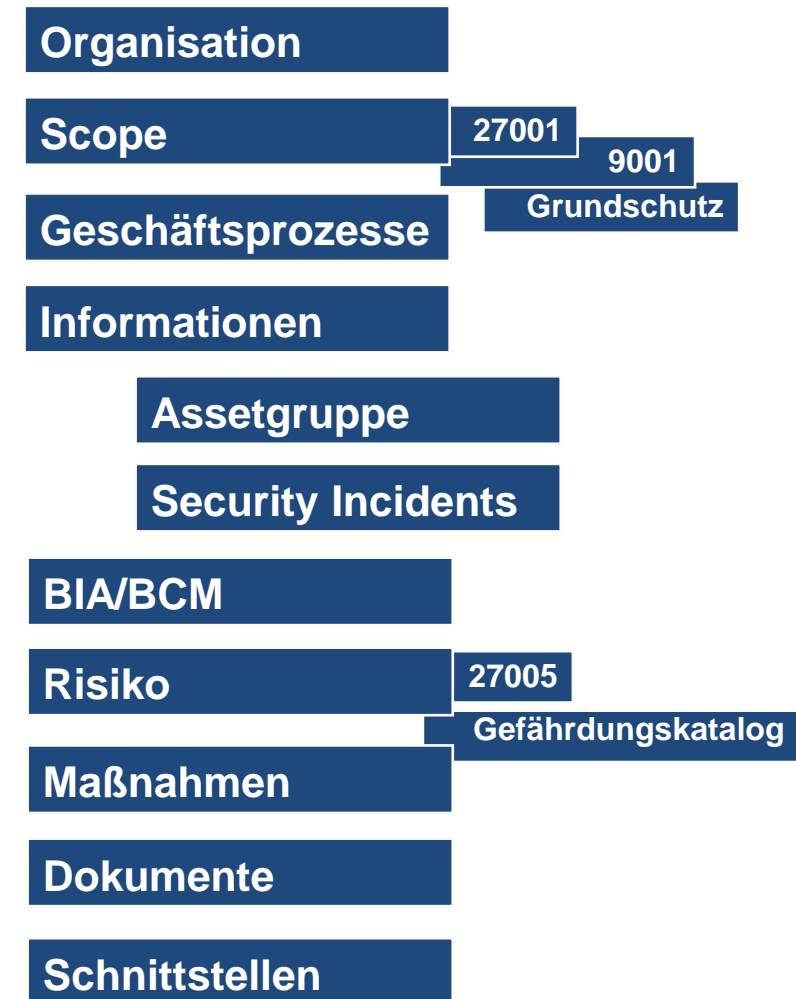 Organisation
Scope
27001
9001
Geschäftsprozesse
Grundschutz
Informationen
Assetgruppe
Security Incidents
BIA/BCM
Risiko
27005
Gefährdungskatalog
Maßnahmen
Dokumente
Schnittstellen